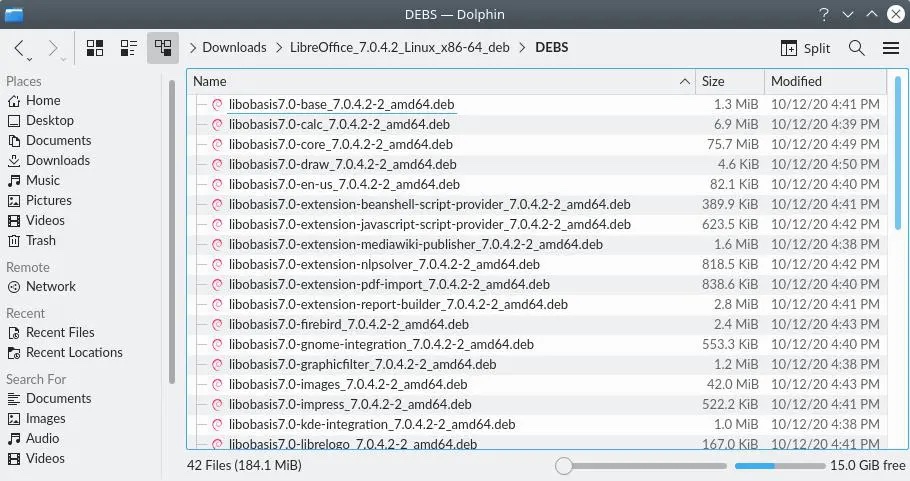 DEBS — Dolphin
Downloads LibreOffice_7.0.4.2_Linux_x86-64_deb DEBS Split
Places
Home
Desktop
Documents
Downloads
Music
Pictures
Videos
Trash
Remote
Network
Recent
Recent Files
Recent Locations
Search For
Documents
Images
Audio
Videos
Name Size Modified
libobasis7.0-base_7.0.4.2-2_amd64.deb 1.3 MiB 10/12/20 4:41 PM
libobasis7.0-calc_7.0.4.2-2_amd64.deb 6.9 MiB 10/12/20 4:39 PM
libobasis7.0-core_7.0.4.2-2_amd64.deb 75.7 MiB 10/12/20 4:49 PM
libobasis7.0-draw_7.0.4.2-2_amd64.deb 4.6 KiB 10/12/20 4:50 PM
libobasis7.0-en-us_7.0.4.2-2_amd64.deb 82.1 KiB 10/12/20 4:40 PM
libobasis7.0-extension-beanshell-script-provider_7.0.4.2-2_amd64.deb 389.9 KiB 10/12/20 4:41 PM
libobasis7.0-extension-javascript-script-provider_7.0.4.2-2_amd64.deb 623.5 KiB 10/12/20 4:42 PM
libobasis7.0-extension-mediawiki-publisher_7.0.4.2-2_amd64.deb 1.6 MiB 10/12/20 4:38 PM
libobasis7.0-extension-nlpsolver_7.0.4.2-2_amd64.deb 818.5 KiB 10/12/20 4:42 PM
libobasis7.0-extension-pdf-import_7.0.4.2-2_amd64.deb 838.6 KiB 10/12/20 4:40 PM
libobasis7.0-extension-report-builder_7.0.4.2-2_amd64.deb 2.8 MiB 10/12/20 4:41 PM
libobasis7.0-firebird_7.0.4.2-2_amd64.deb 2.4 MiB 10/12/20 4:43 PM
libobasis7.0-gnome-integration_7.0.4.2-2_amd64.deb 553.3 KiB 10/12/20 4:40 PM
libobasis7.0-graphicfilter_7.0.4.2-2_amd64.deb 1.2 MiB 10/12/20 4:38 PM
libobasis7.0-images_7.0.4.2-2_amd64.deb 42.0 MiB 10/12/20 4:43 PM
libobasis7.0-impress_7.0.4.2-2_amd64.deb 522.2 KiB 10/12/20 4:41 PM
libobasis7.0-kde-integration_7.0.4.2-2_amd64.deb 1.0 MiB 10/12/20 4:38 PM
libobasis7.0-librelogo_7.0.4.2-2_amd64.deb 167.0 KiB 10/12/20 4:41 PM
42 Files (184.1 MiB) 15.0 GiB free